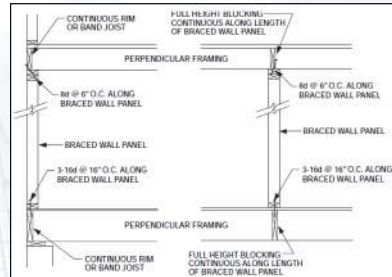 CONTINUOUS RIM
OR BAND JOIST
FULL HEIGHT BLOCKING
CONTINUOUS ALONG LENGTH
OF BRACED WALL PANEL
PERPENDICULAR FRAMING
8d @ 6" O.C. ALONG
BRACED WALL PANEL
8d @ 6" O.C. ALONG
BRACED WALL PANEL
BRACED WALL PANEL
BRACED WALL PANEL
3-16d @ 16" O.C. ALONG
BRACED WALL PANEL
3-16d @ 16" O.C. ALONG
BRACED WALL PANEL
PERPENDICULAR FRAMING
CONTINUOUS RIM
OR BAND JOIST
FULL HEIGHT BLOCKING
CONTINUOUS ALONG LENGTH
OF BRACED WALL PANEL